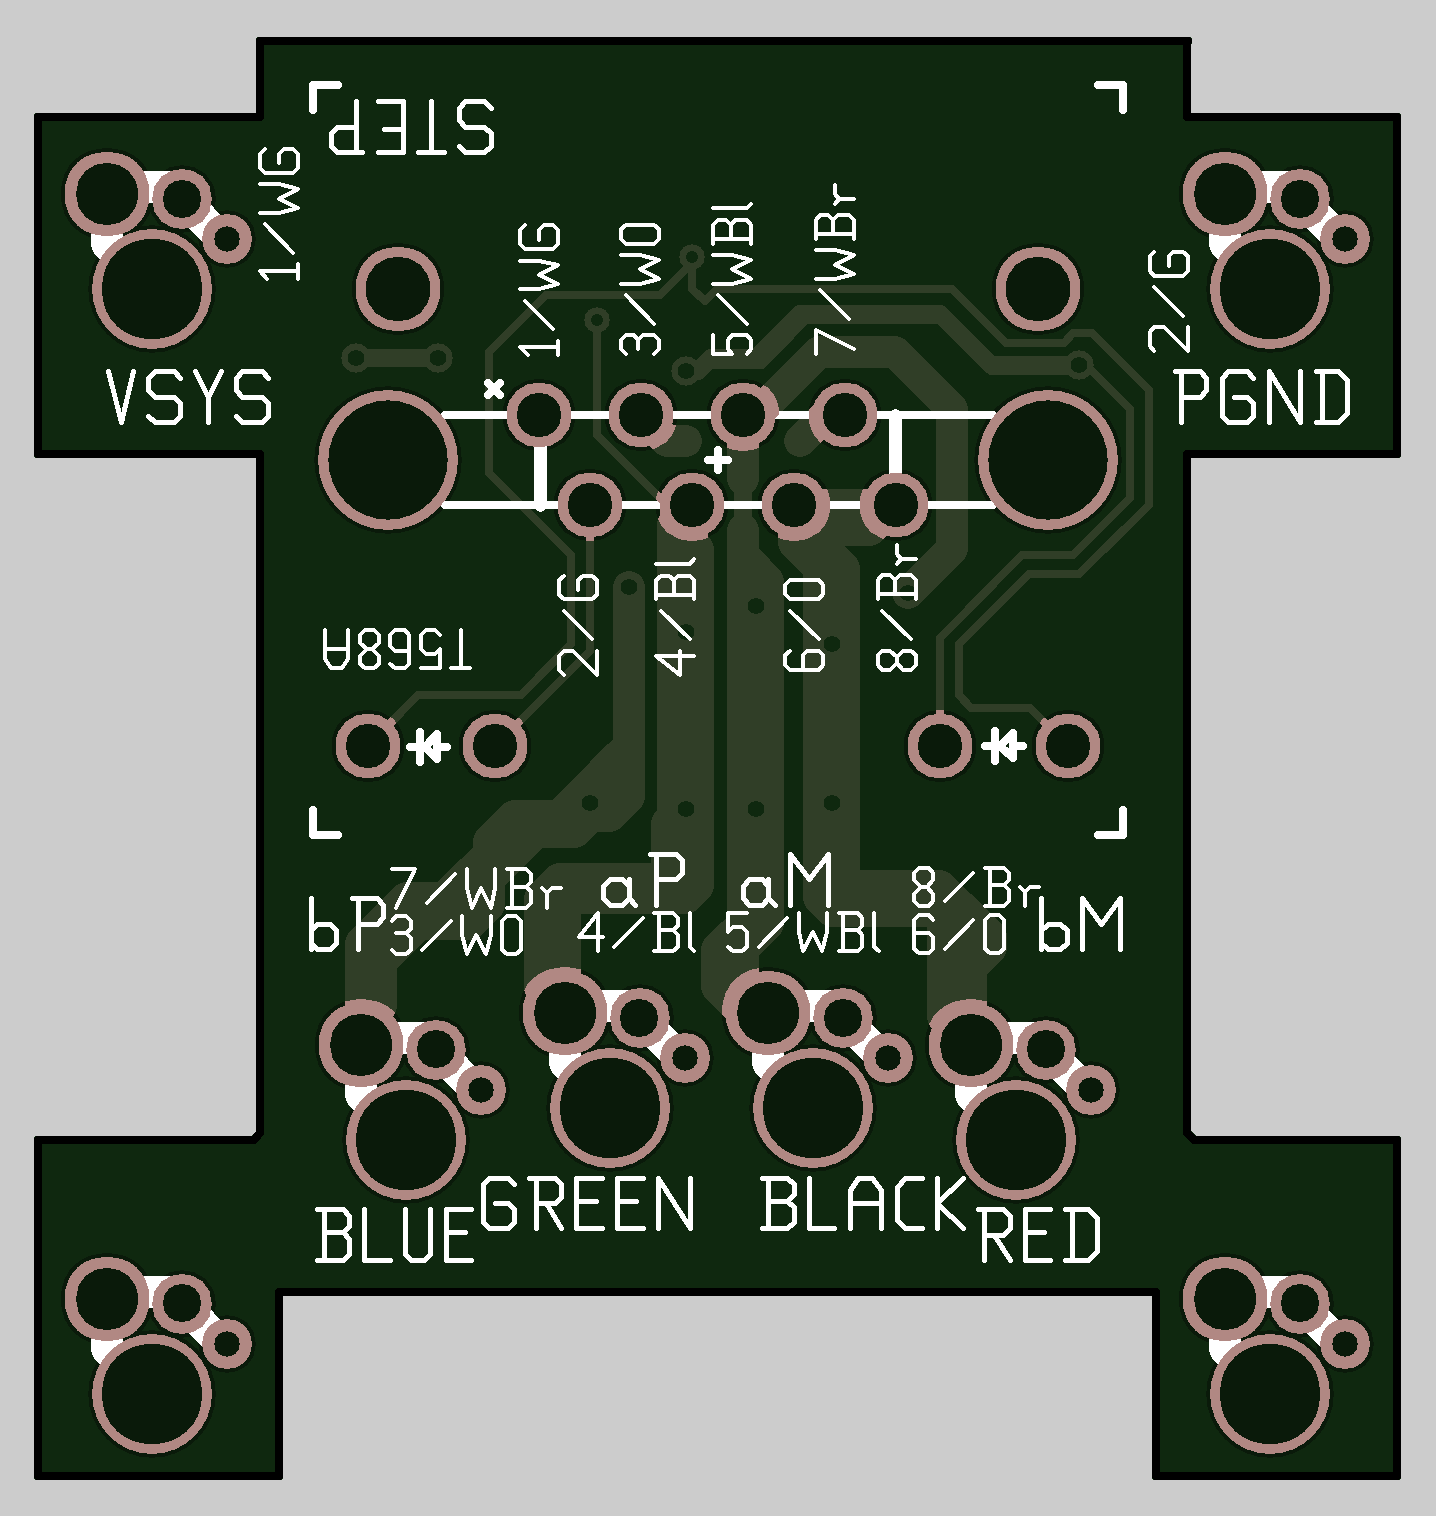 STEP
1/WG
1/WG
3/WO
5/WBl
7/WBr
2/G
VSYS
PGND
2/G
4/Bl
6/O
8/Br
T568A
7/WBr
aP
aM
8/Br
bP
3/WO
4/Bl
5/WBl
6/O
bM
BLUE
GREEN
BLACK
RED